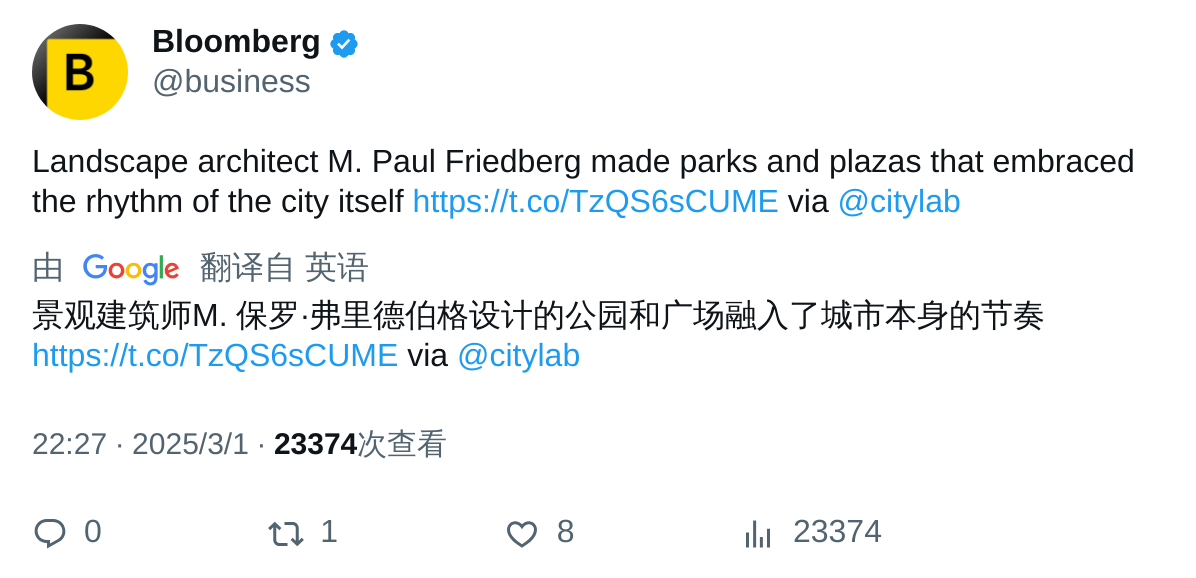 B
Bloomberg
@business
Landscape architect M. Paul Friedberg made parks and plazas that embraced
the rhythm of the city itself https://t.co/TzQS6sCUME via @citylab
由 Google 翻译自 英语
景观建筑师M. 保罗·弗里德伯格设计的公园和广场融入了城市本身的节奏
https://t.co/TzQS6sCUME via @citylab
22:27 · 2025/3/1 · 23374次查看
0 1 8 23374